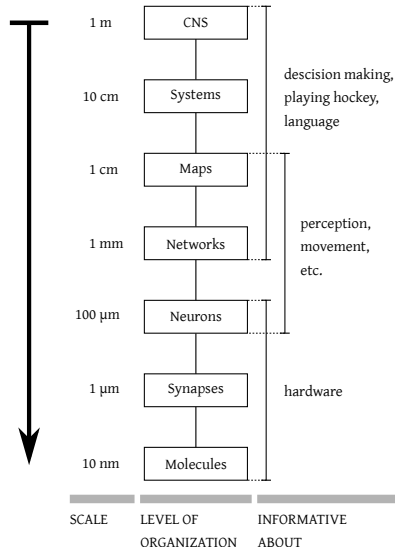 1 m
CNS
descision making,
playing hockey,
language
10 cm
Systems
1 cm
Maps
perception,
movement,
etc.
1 mm
Networks
100 μm
Neurons
1 μm
Synapses
hardware
10 nm
Molecules
SCALE
LEVEL OF
ORGANIZATION
INFORMATIVE
ABOUT